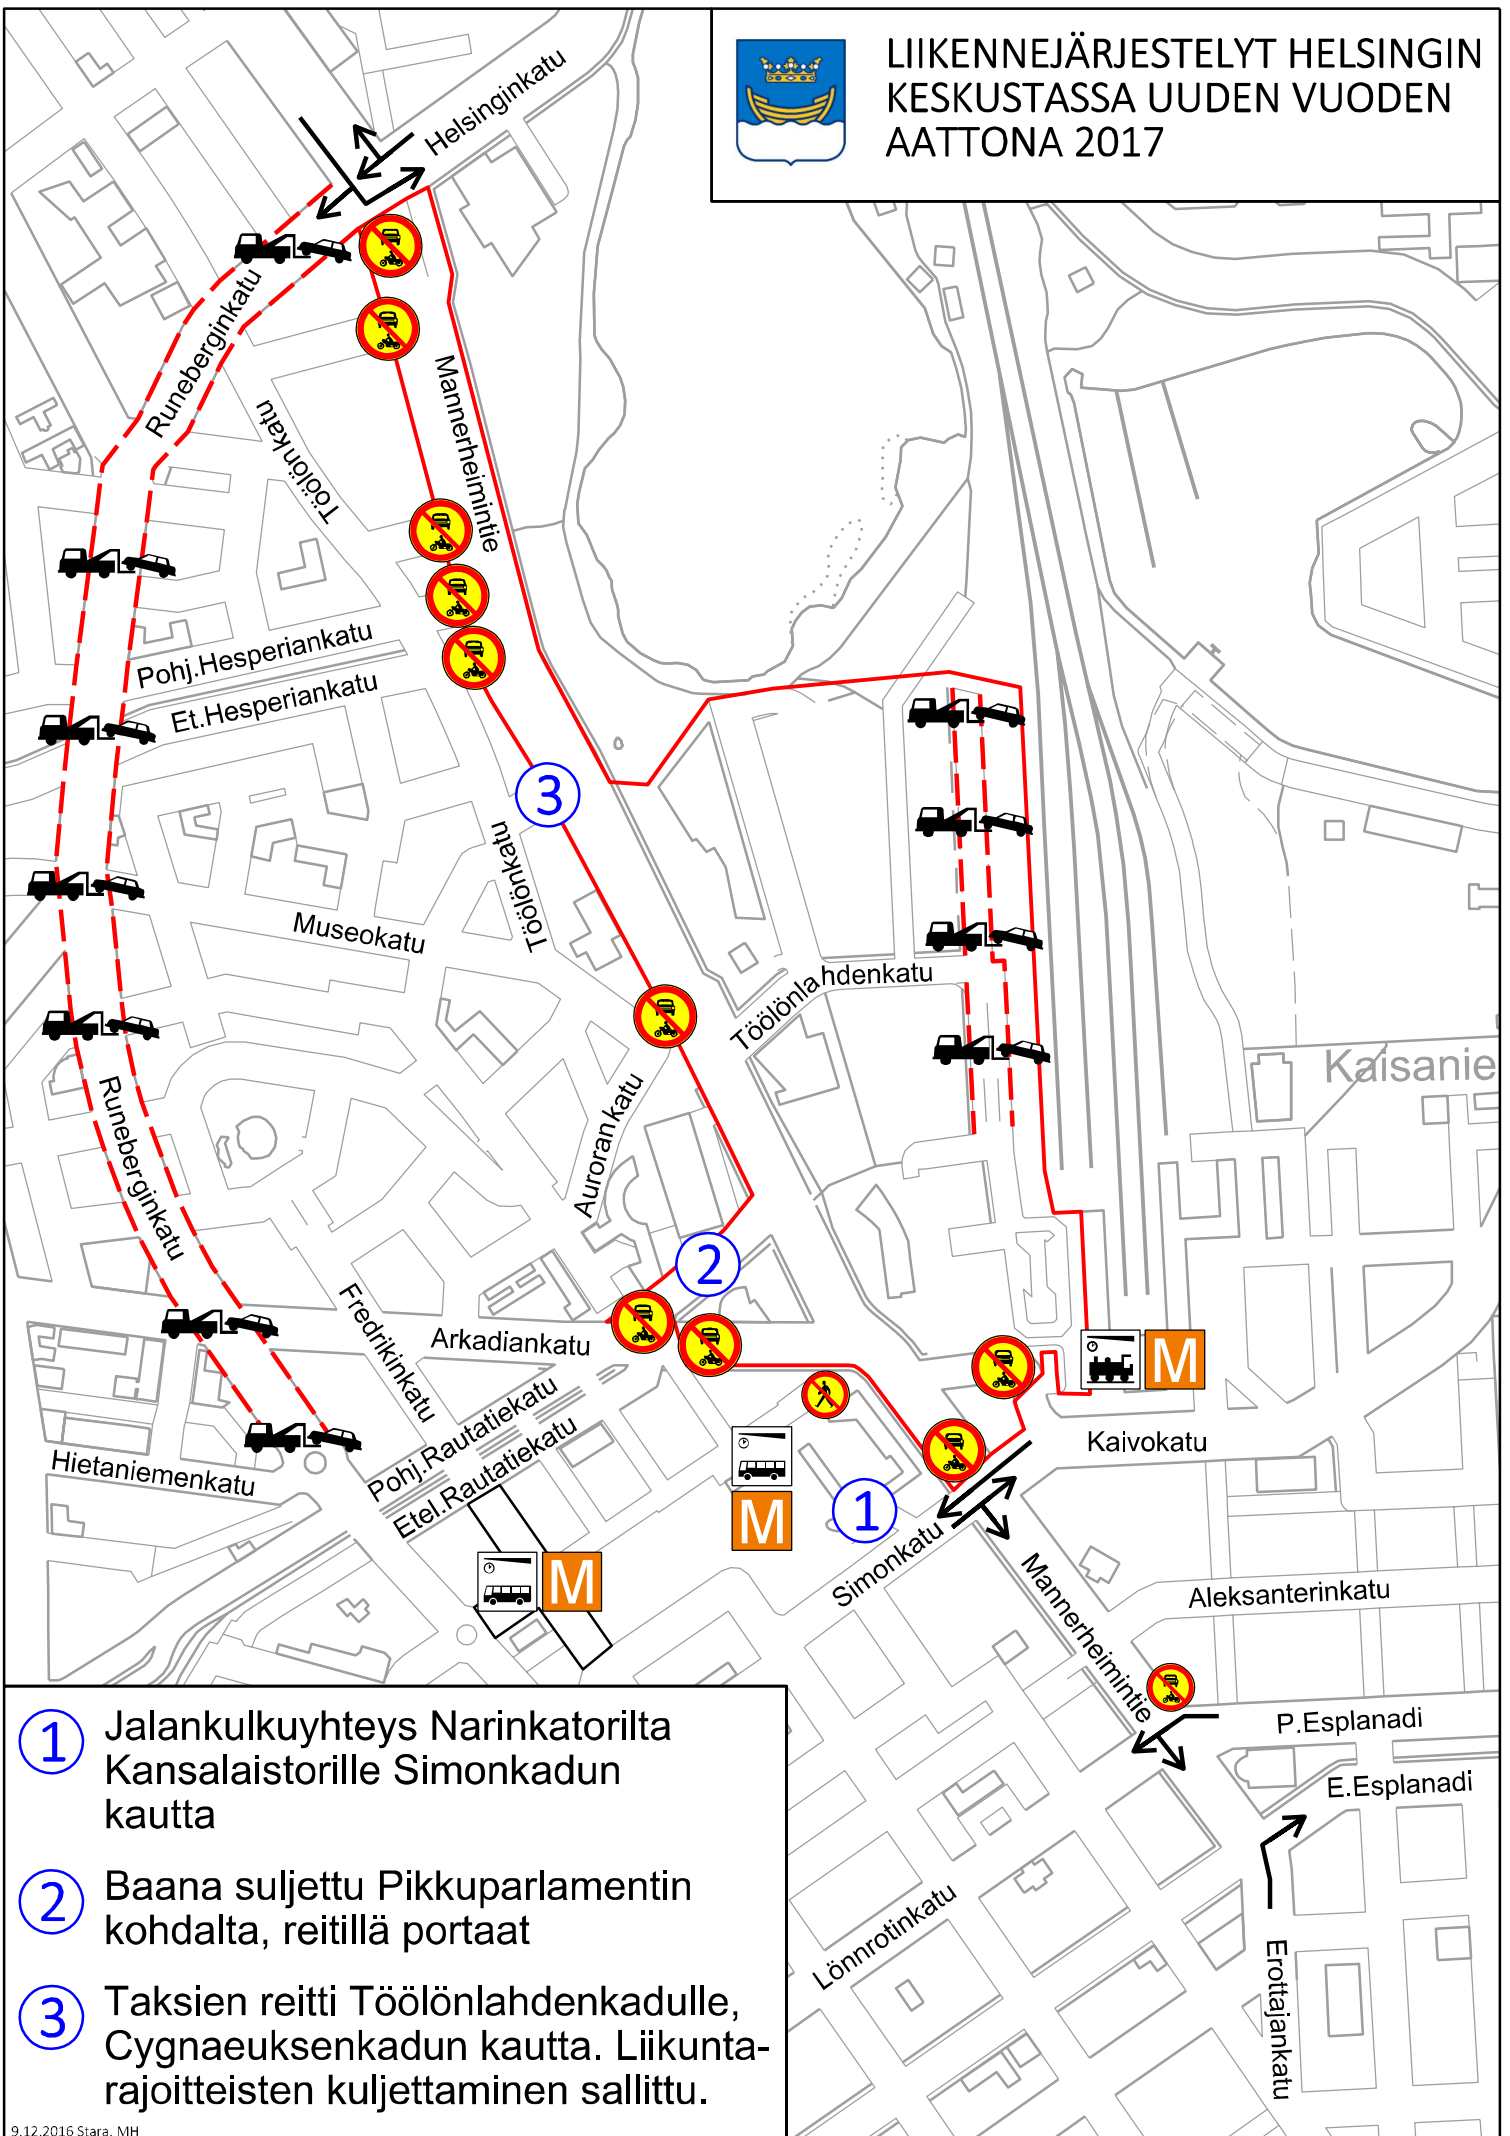 LIIKENNEJÄRJESTELYT HELSINGIN
KESKUSTASSA UUDEN VUODEN
AATTONA 2017
Helsinginkatu
Runeberginkatu
Töölönkatu
Mannerheimintie
Pohj.Hesperiankatu
Et.Hesperiankatu
3
Töölönkatu
Museokatu
Töölönlahdenkatu
Kaisanie
Aurorankatu
Runeberginkatu
2
Fredrikinkatu
Arkadiankatu
M
Pohj.Rautatiekatu
Etel.Rautatiekatu
Hietaniemenkatu
Kaivokatu
M
1
Simonkatu
M
Mannerheimintie
Aleksanterinkatu
P.Esplanadi
E.Esplanadi
Lönnrotinkatu
Erottajankatu
1 Jalankulkuyhteys Narinkatorilta
Kansalaistorille Simonkadun
kautta
2 Baana suljettu Pikkuparlamentin
kohdalta, reitillä portaat
3 Taksien reitti Töölönlahdenkadulle,
Cygnaeuksenkadun kautta. Liikunta-
rajoitteisten kuljettaminen sallittu.
9.12.2016 Stara, MH